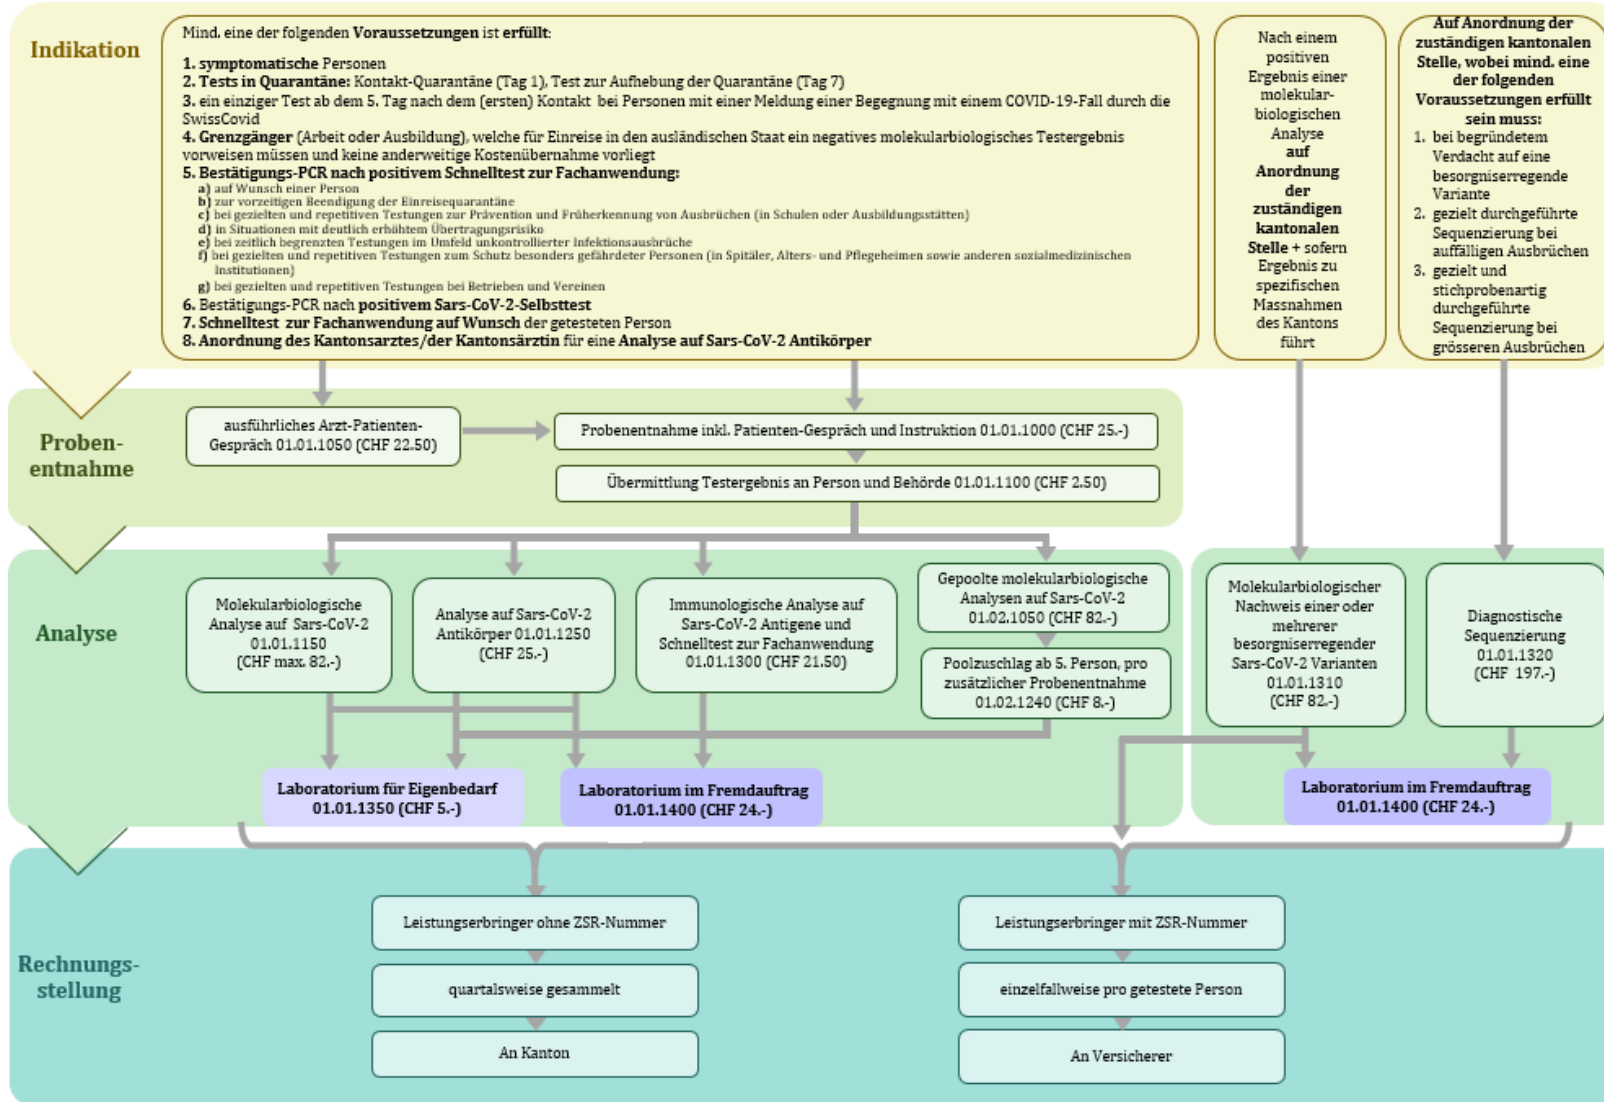 Indikation
Mind. eine der folgenden Voraussetzungen ist erfüllt:
1. symptomatische Personen
2. Tests in Quarantäne: Kontakt-Quarantäne (Tag 1), Test zur Aufhebung der Quarantäne (Tag 7)
3. ein einziger Test ab dem 5. Tag nach dem (ersten) Kontakt bei Personen mit einer Meldung einer Begegnung mit einem COVID-19-Fall durch die
SwissCovid
4. Grenzgänger (Arbeit oder Ausbildung), welche für Einreise in den ausländischen Staat ein negatives molekularbiologisches Testergebnis
vorweisen müssen und keine anderweitige Kostenübernahme vorliegt
5. Bestätigungs-PCR nach positivem Schnelltest zur Fachanwendung:
a) auf Wunsch einer Person
b) zur vorzeitigen Beendigung der Einreisequarantäne
c) bei gezielten und repetitiven Testungen zur Prävention und Früherkennung von Ausbrüchen (in Schulen oder Ausbildungsstätten)
d) in Situationen mit deutlich erhöhtem Übertragungsrisiko
e) bei zeitlich begrenzten Testungen im Umfeld unkontrollierter Infektionsausbrüche
f) bei gezielten und repetitiven Testungen zum Schutz besonders gefährdeter Personen (in Spitäler, Alters- und Pflegeheimen sowie anderen sozialmedizinischen
Institutionen)
g) bei gezielten und repetitiven Testungen bei Betrieben und Vereinen
6. Bestätigungs-PCR nach positivem Sars-CoV-2-Selbsttest
7. Schnelltest zur Fachanwendung auf Wunsch der getesteten Person
8. Anordnung des Kantonsarztes/der Kantonsärztin für eine Analyse auf Sars-CoV-2 Antikörper
Nach einem
positiven
Ergebnis einer
molekular-
biologischen
Analyse
auf
Anordnung
der
zuständigen
kantonalen
Stelle + sofern
Ergebnis zu
spezifischen
Massnahmen
des Kantons
führt
Auf Anordnung der
zuständigen kantonalen
Stelle, wobei mind. eine
der folgenden
Voraussetzungen erfüllt
sein muss:
1. bei begründetem
Verdacht auf eine
besorgniserregende
Variante
2. gezielt durchgeführte
Sequenzierung bei
auffälligen Ausbrüchen
3. gezielt und
stichprobenartig
durchgeführte
Sequenzierung bei
grösseren Ausbrüchen
Proben-
entnahme
ausführliches Arzt-Patienten-
Gespräch 01.01.1050 (CHF 22.50)
Probenentnahme inkl. Patienten-Gespräch und Instruktion 01.01.1000 (CHF 25.-)
Übermittlung Testergebnis an Person und Behörde 01.01.1100 (CHF 2.50)
Analyse
Molekularbiologische
Analyse auf Sars-CoV-2
01.01.1150
(CHF max. 82.-)
Analyse auf Sars-CoV-2
Antikörper 01.01.1250
(CHF 25.-)
Immunologische Analyse auf
Sars-CoV-2 Antigene und
Schnelltest zur Fachanwendung
01.01.1300 (CHF 21.50)
Gepoolte molekularbiologische
Analysen auf Sars-CoV-2
01.02.1050 (CHF 82.-)
Poolzuschlag ab 5. Person, pro
zusätzlicher Probenentnahme
01.02.1240 (CHF 8.-)
Molekularbiologischer
Nachweis einer oder
mehrerer
besorgniserregender
Sars-CoV-2 Varianten
01.01.1310
(CHF 82.-)
Diagnostische
Sequenzierung
01.01.1320
(CHF 197.-)
Laboratorium für Eigenbedarf
01.01.1350 (CHF 5.-)
Laboratorium im Fremdauftrag
01.01.1400 (CHF 24.-)
Laboratorium im Fremdauftrag
01.01.1400 (CHF 24.-)
Rechnungs-
stellung
Leistungserbringer ohne ZSR-Nummer
quartalsweise gesammelt
An Kanton
Leistungserbringer mit ZSR-Nummer
einzelfallweise pro getestete Person
An Versicherer